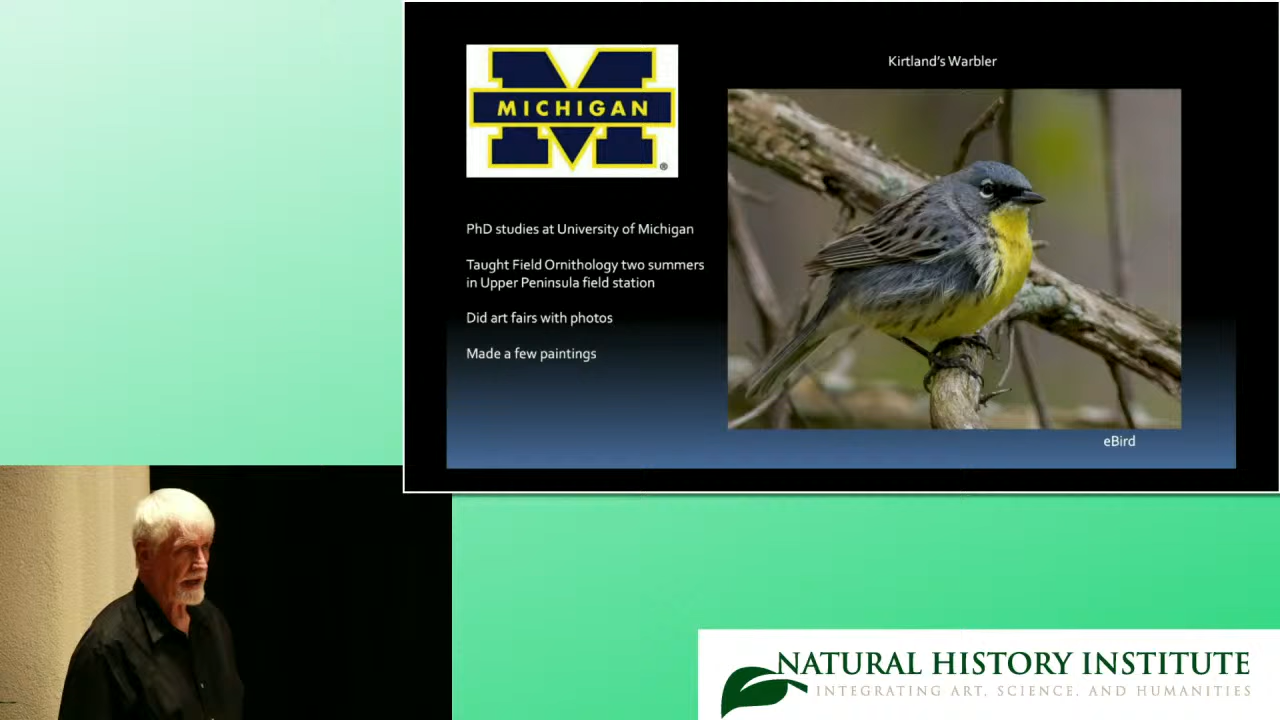 MICHIGAN
®
Kirtland's Warbler
PhD studies at University of Michigan
Taught Field Ornithology two summers
in Upper Peninsula field station
Did art fairs with photos
Made a few paintings
eBird
NATURAL HISTORY INSTITUTE
INTEGRATING ART, SCIENCE, AND HUMANITIES